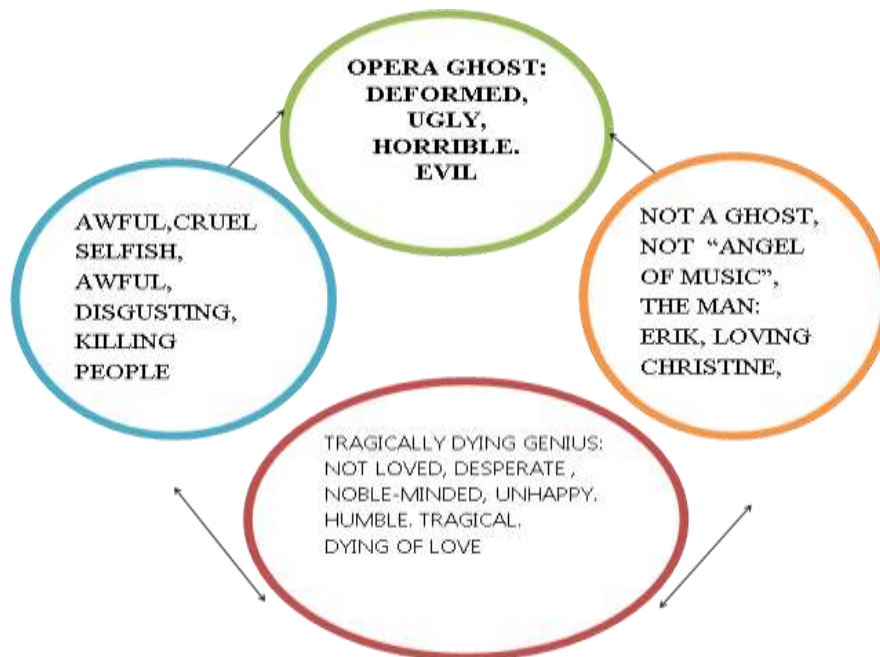 OPERA GHOST:
DEFORMED,
UGLY,
HORRIBLE.
EVIL
AWFUL,CRUEL
SELFISH,
AWFUL,
DISGUSTING,
KILLING
PEOPLE
NOT A GHOST,
NOT “ANGEL
OF MUSIC”,
THE MAN:
ERIK, LOVING
CHRISTINE,
TRAGICALLY DYING GENIUS:
NOT LOVED, DESPERATE ,
NOBLE-MINDED, UNHAPPY.
HUMBLE. TRAGICAL.
DYING OF LOVE